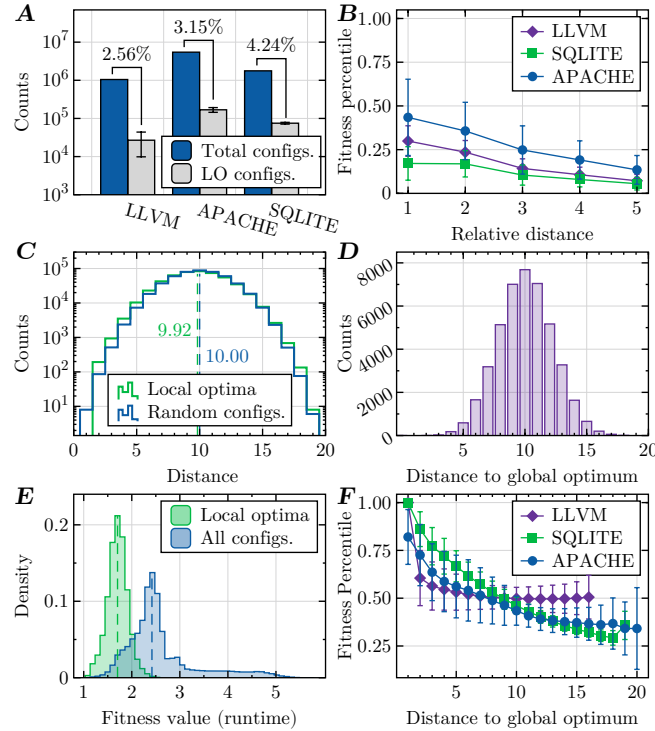 A
Counts
10^7
10^6
10^5
10^4
10^3
2.56%
3.15%
4.24%
Total configs.
LO configs.
LLVM
APACHE
SQLITE
B
Fitness percentile
1.00
0.75
0.50
0.25
0.00
LLVM
SQLITE
APACHE
1 2 3 4 5
Relative distance
C
Counts
10^5
10^4
10^3
10^2
10^1
9.92
10.00
Local optima
Random configs.
0 5 10 15 20
Distance
D
Counts
8000
6000
4000
2000
0
5 10 15 20
Distance to global optimum
E
Density
0.2
0.1
0
Local optima
All configs.
1 2 3 4 5
Fitness value (runtime)
F
Fitness Percentile
1.00
0.75
0.50
0.25
LLVM
SQLITE
APACHE
5 10 15 20
Distance to global optimum